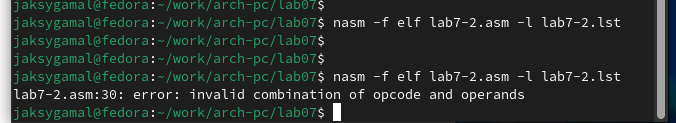 jaksygamal@fedora:~/work/arch-pc/lab07$
jaksygamal@fedora:~/work/arch-pc/lab07$ nasm -f elf lab7-2.asm -l lab7-2.lst
jaksygamal@fedora:~/work/arch-pc/lab07$
jaksygamal@fedora:~/work/arch-pc/lab07$
jaksygamal@fedora:~/work/arch-pc/lab07$ nasm -f elf lab7-2.asm -l lab7-2.lst
lab7-2.asm:30: error: invalid combination of opcode and operands
jaksygamal@fedora:~/work/arch-pc/lab07$